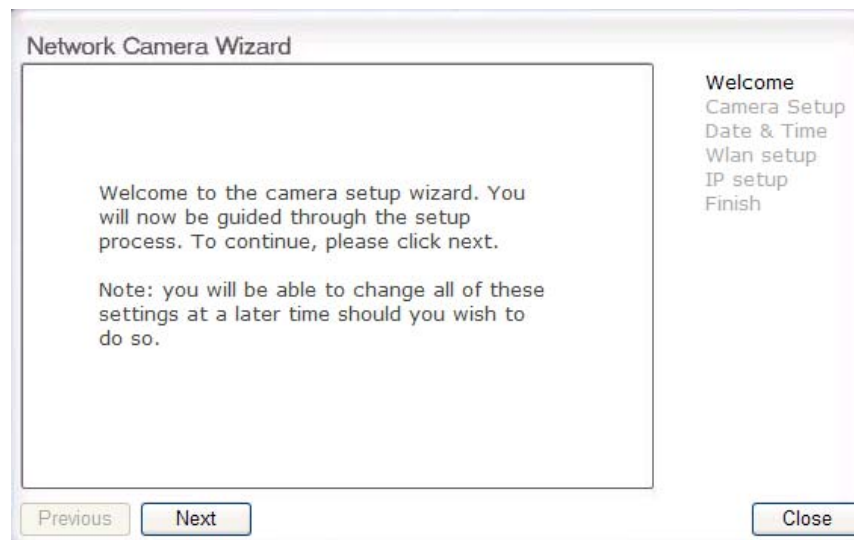 Network Camera Wizard
Welcome to the camera setup wizard. You
will now be guided through the setup
process. To continue, please click next.
Note: you will be able to change all of these
settings at a later time should you wish to
do so.
Welcome
Camera Setup
Date & Time
Wlan setup
IP setup
Finish
Previous
Next
Close